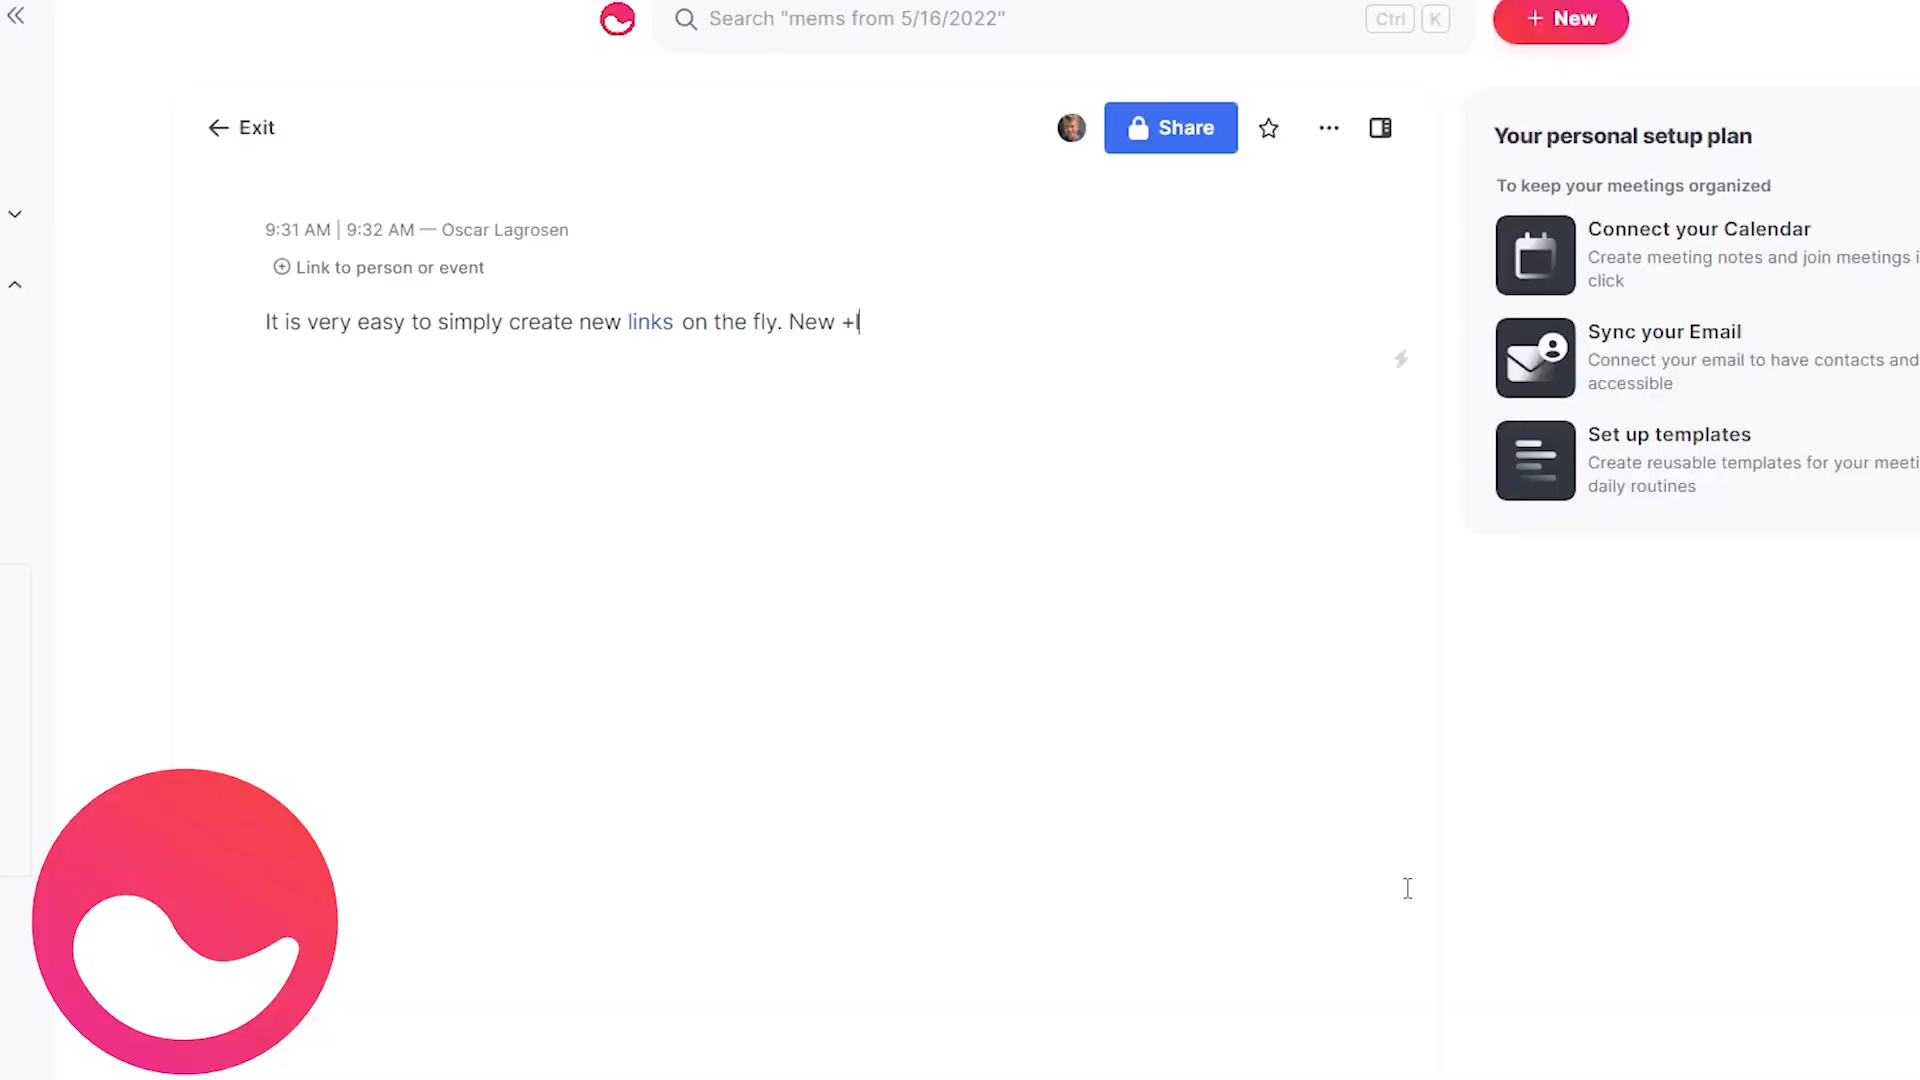 Search "mems from 5/16/2022"
Ctrl K
+ New
Exit
Share
9:31 AM | 9:32 AM — Oscar Lagrosen
Link to person or event
It is very easy to simply create new links on the fly. New +l
Your personal setup plan
To keep your meetings organized
Connect your Calendar
Create meeting notes and join meetings i
click
Sync your Email
Connect your email to have contacts and
accessible
Set up templates
Create reusable templates for your meeti
daily routines